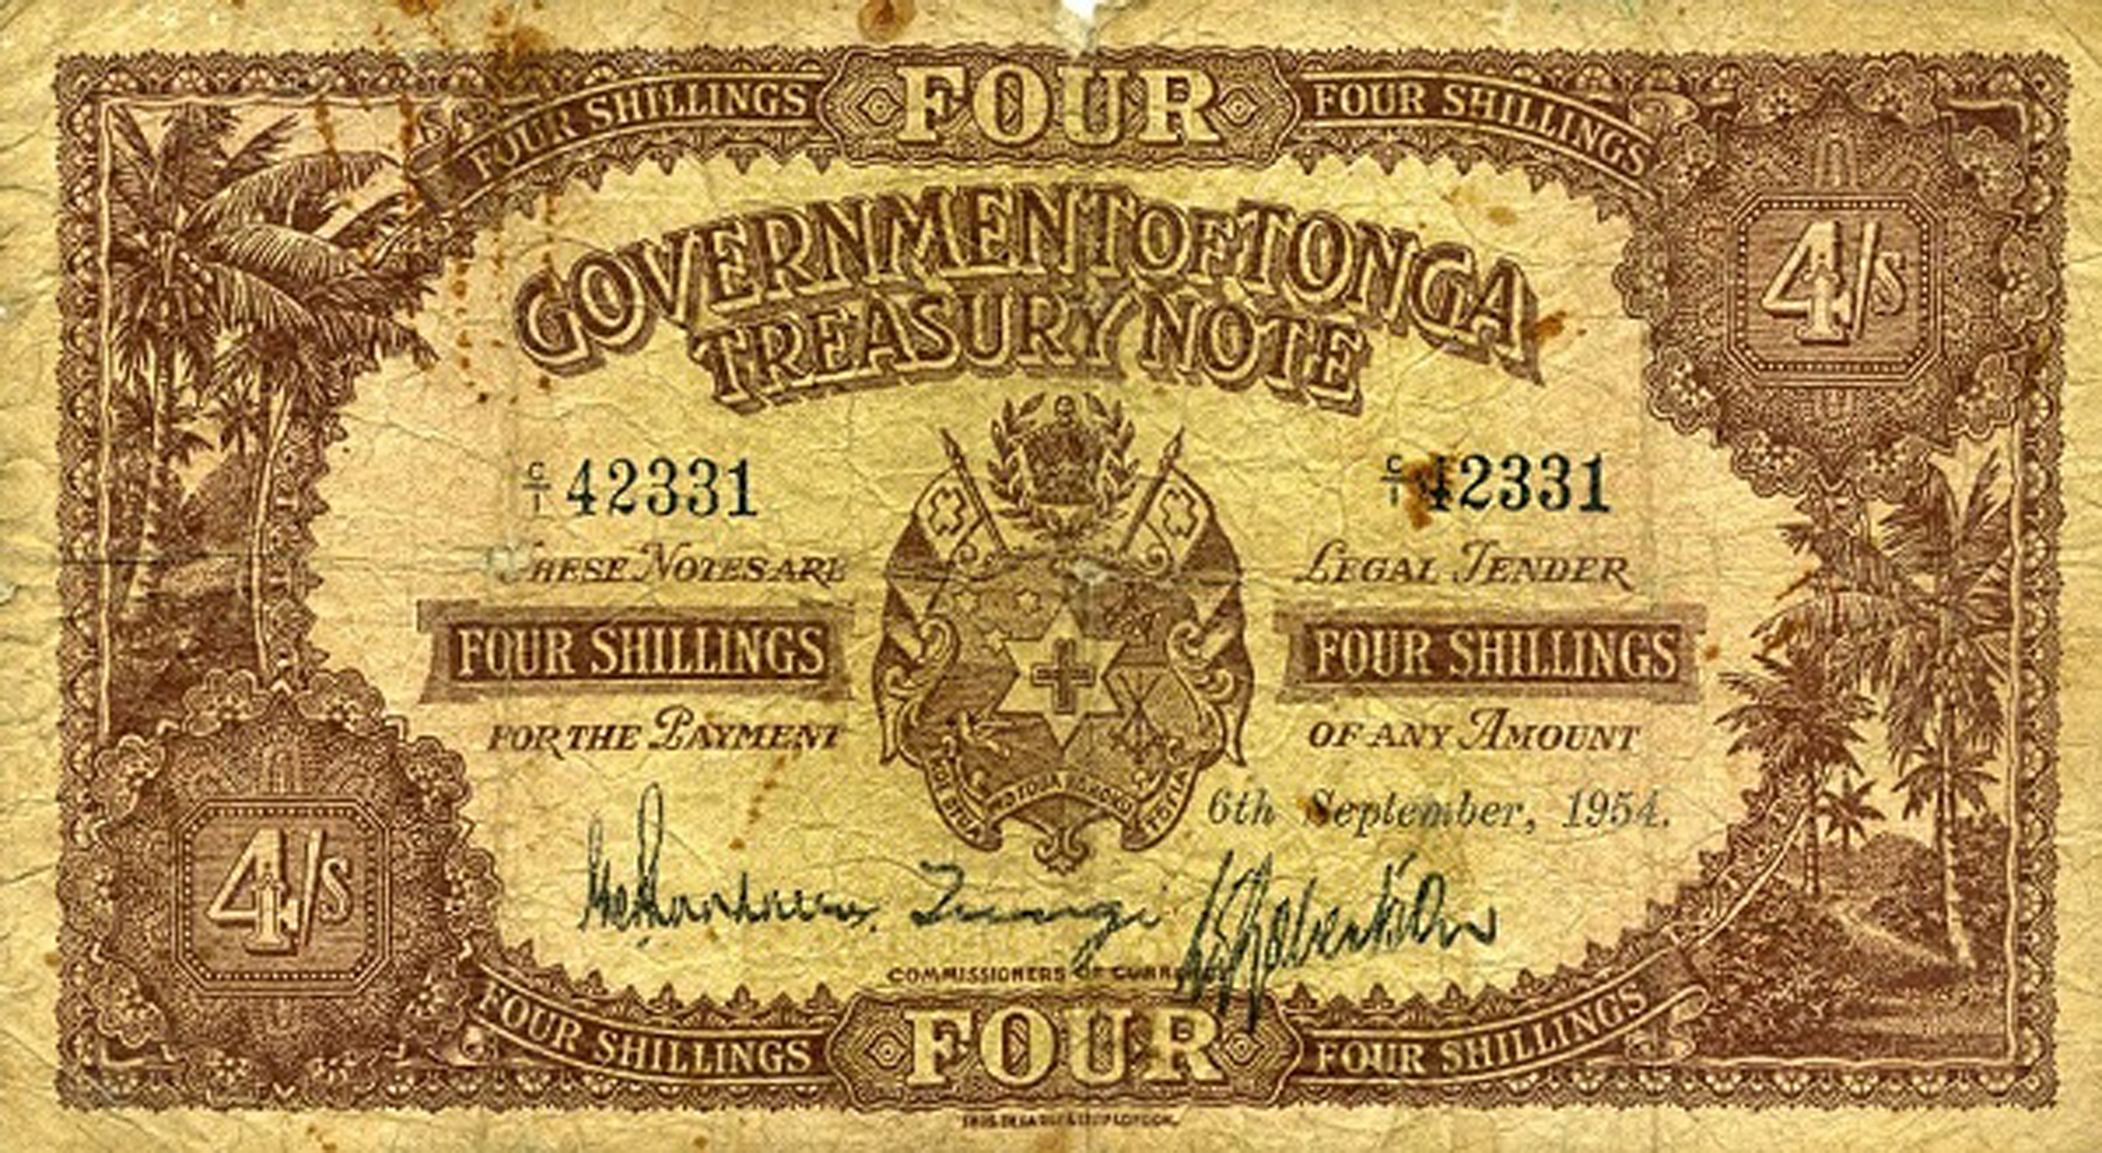 FOUR SHILLINGS FOUR FOUR SHILLINGS
4/s
GOVERNMENT OF TONGA
TREASURY NOTE
C/1 42331 C/1 42331
THESE NOTES ARE LEGAL TENDER
FOUR SHILLINGS FOUR SHILLINGS
FOR THE PAYMENT OF ANY AMOUNT
6th September, 1954.
4/s
Tungi
COMMISSIONERS OF CURRENCY
FOUR SHILLINGS FOUR FOUR SHILLINGS